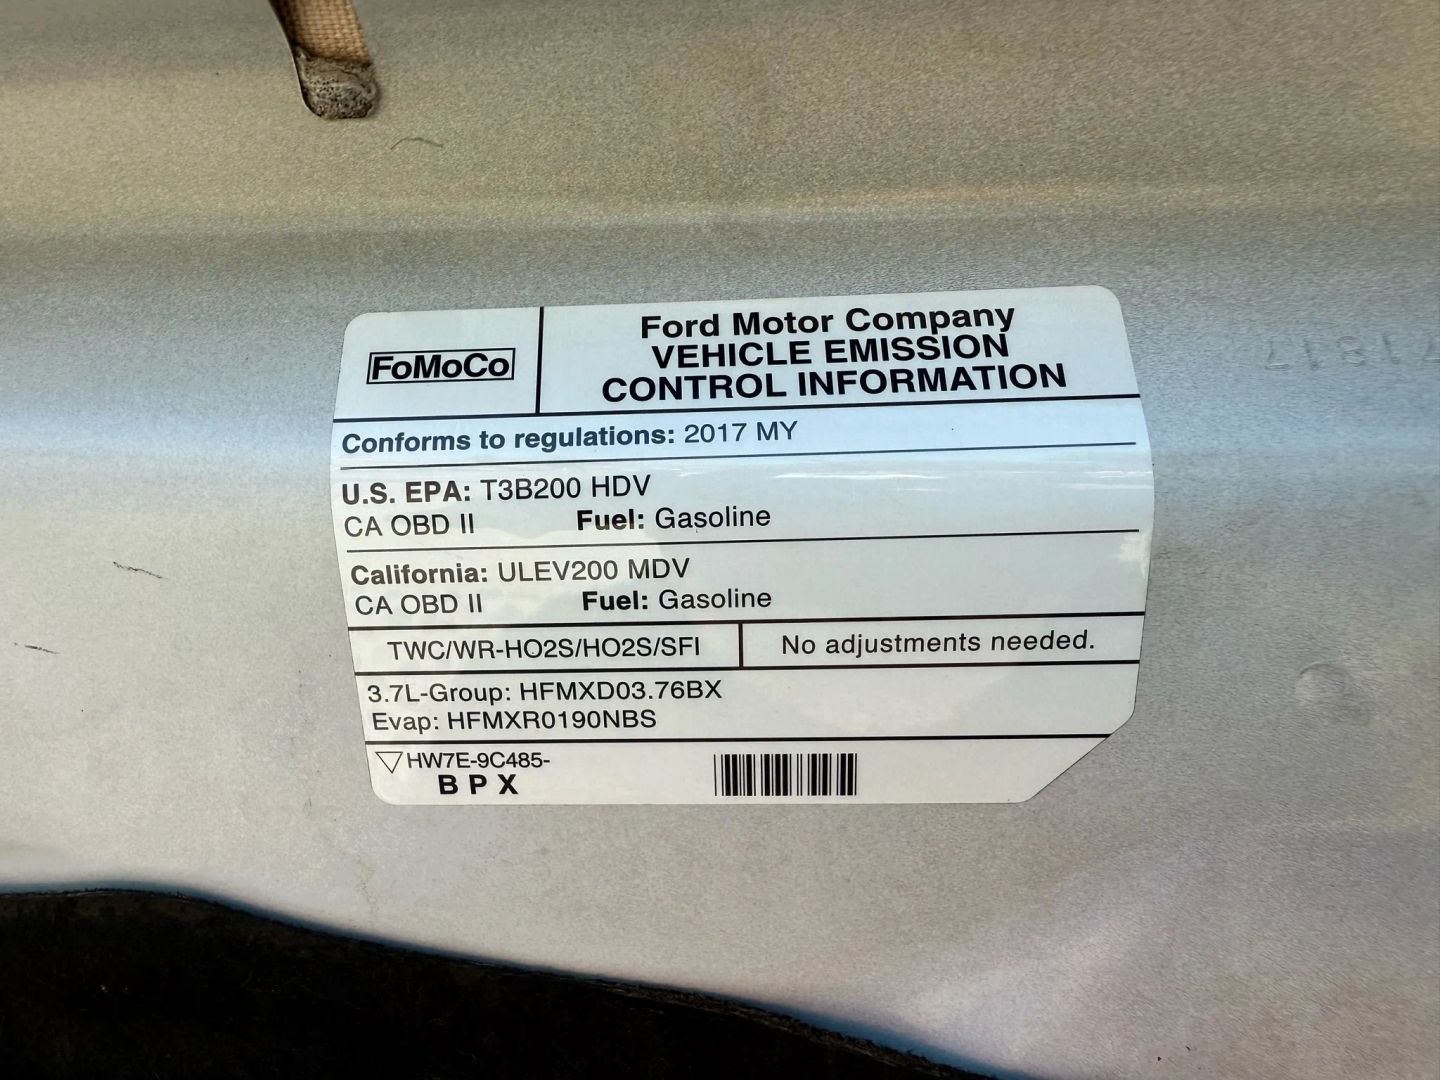 FoMoCo
Ford Motor Company
VEHICLE EMISSION
CONTROL INFORMATION
Conforms to regulations: 2017 MY
U.S. EPA: T3B200 HDV
CA OBD II Fuel: Gasoline
California: ULEV200 MDV
CA OBD II Fuel: Gasoline
TWC/WR-HO2S/HO2S/SFI
No adjustments needed.
3.7L-Group: HFMXD03.76BX
Evap: HFMXR0190NBS
HW7E-9C485-
B P X